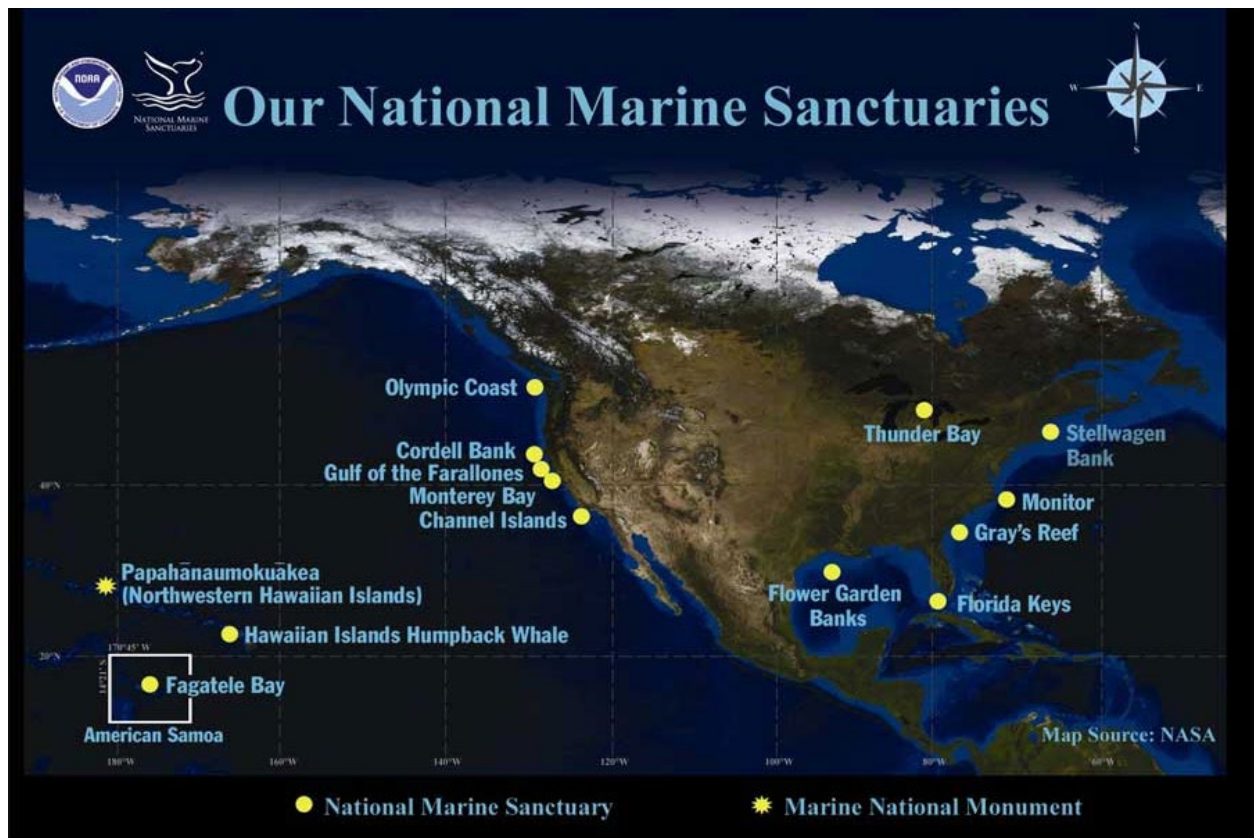 NOAA
NATIONAL MARINE
SANCTUARIES
Our National Marine Sanctuaries
N
W
E
S
60°N
Olympic Coast
Thunder Bay
Stellwagen
Bank
Cordell Bank
Gulf of the Farallones
Monterey Bay
Channel Islands
40°N
Monitor
Gray's Reef
Papahānaumokuākea
(Northwestern Hawaiian Islands)
Flower Garden
Banks
Florida Keys
Hawaiian Islands Humpback Whale
20°N
170°45' W
14°21' S
Fagatele Bay
American Samoa
Map Source: NASA
180°W
160°W
140°W
120°W
100°W
80°W
60°W
National Marine Sanctuary
Marine National Monument